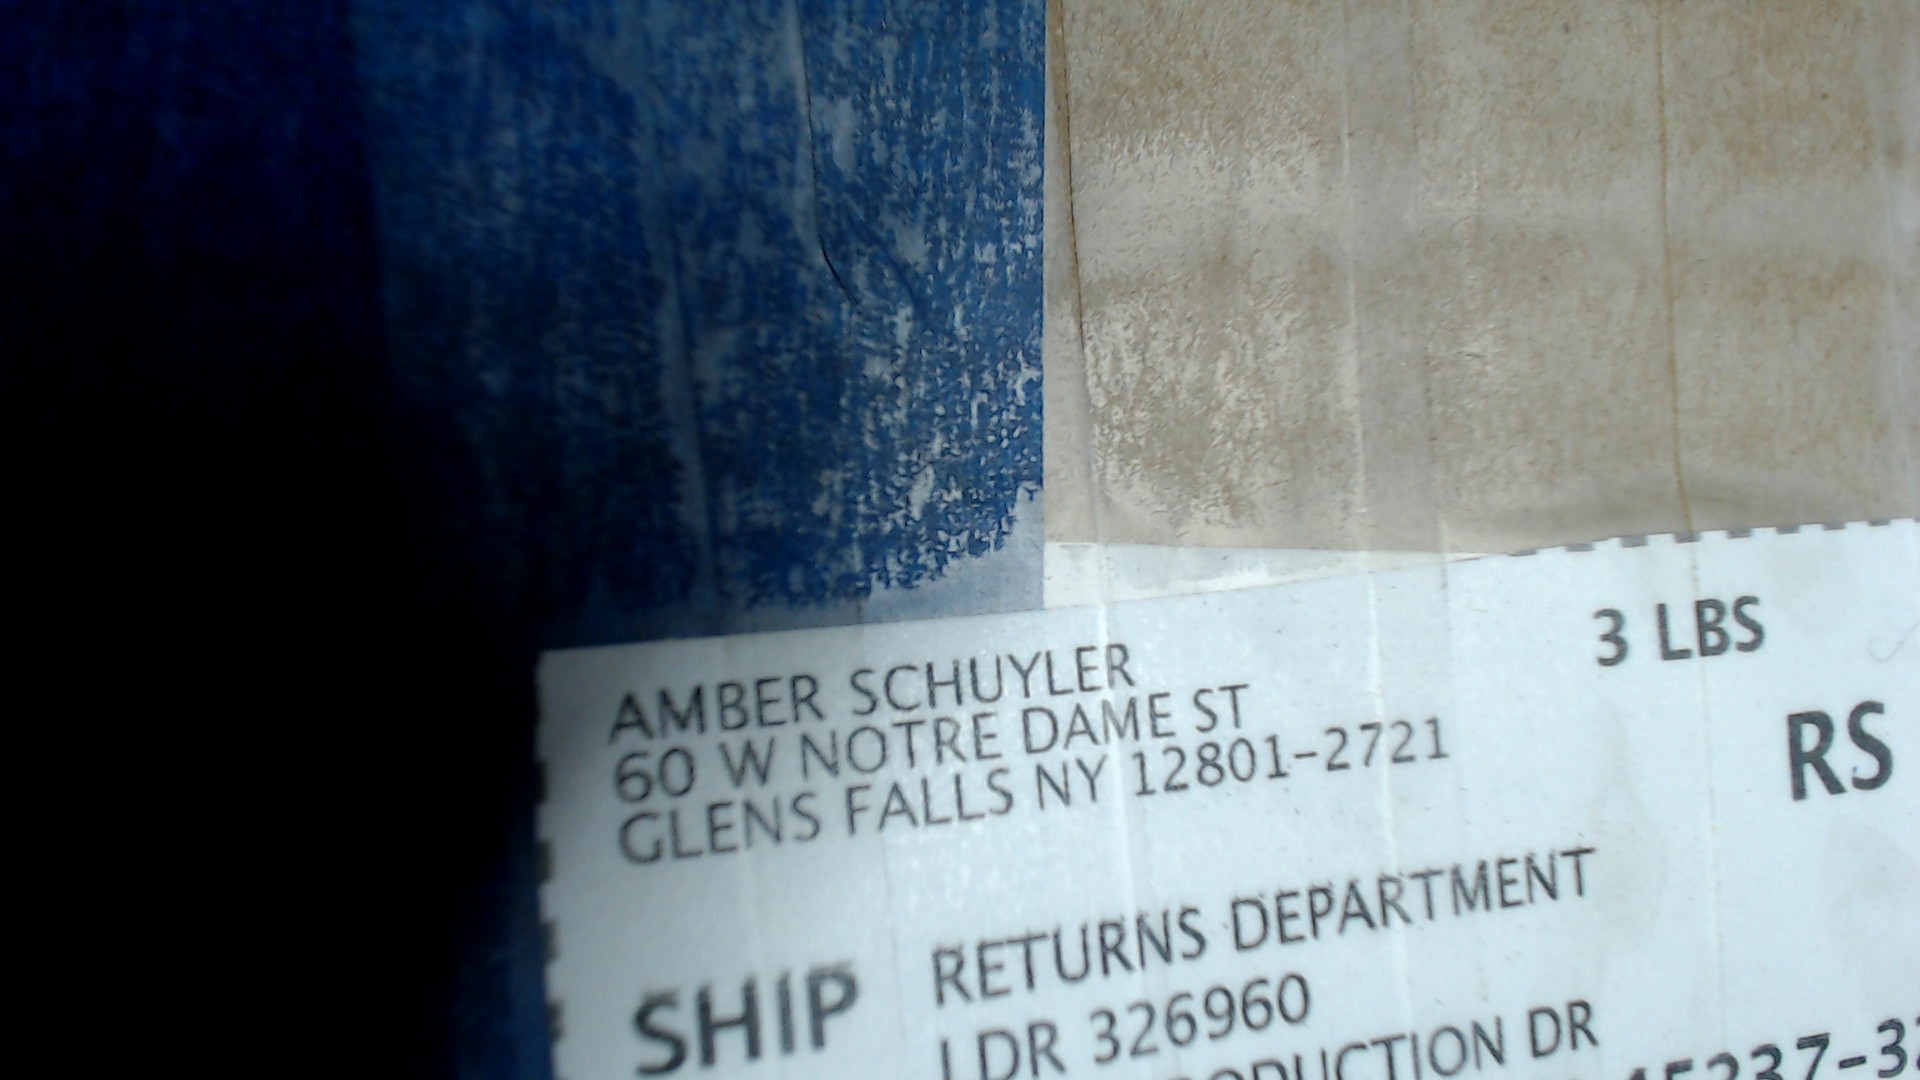 AMBER SCHUYLER
60 W NOTRE DAME ST
GLENS FALLS NY 12801-2721
3 LBS
RS
SHIP
RETURNS DEPARTMENT
LDR 326960
DR